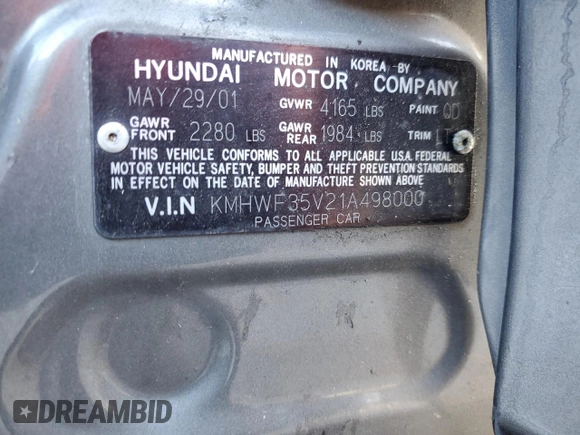 MANUFACTURED IN KOREA BY
HYUNDAI MOTOR COMPANY
MAY/29/01 GVWR 4165 LBS PAINT QD
GAWR FRONT 2280 LBS GAWR REAR 1984 LBS TRIM LT
THIS VEHICLE CONFORMS TO ALL APPLICABLE U.S.A. FEDERAL
MOTOR VEHICLE SAFETY, BUMPER AND THEFT PREVENTION STANDARDS
IN EFFECT ON THE DATE OF MANUFACTURE SHOWN ABOVE
V.I.N KMHWF35V21A498000
PASSENGER CAR
DREAMBID